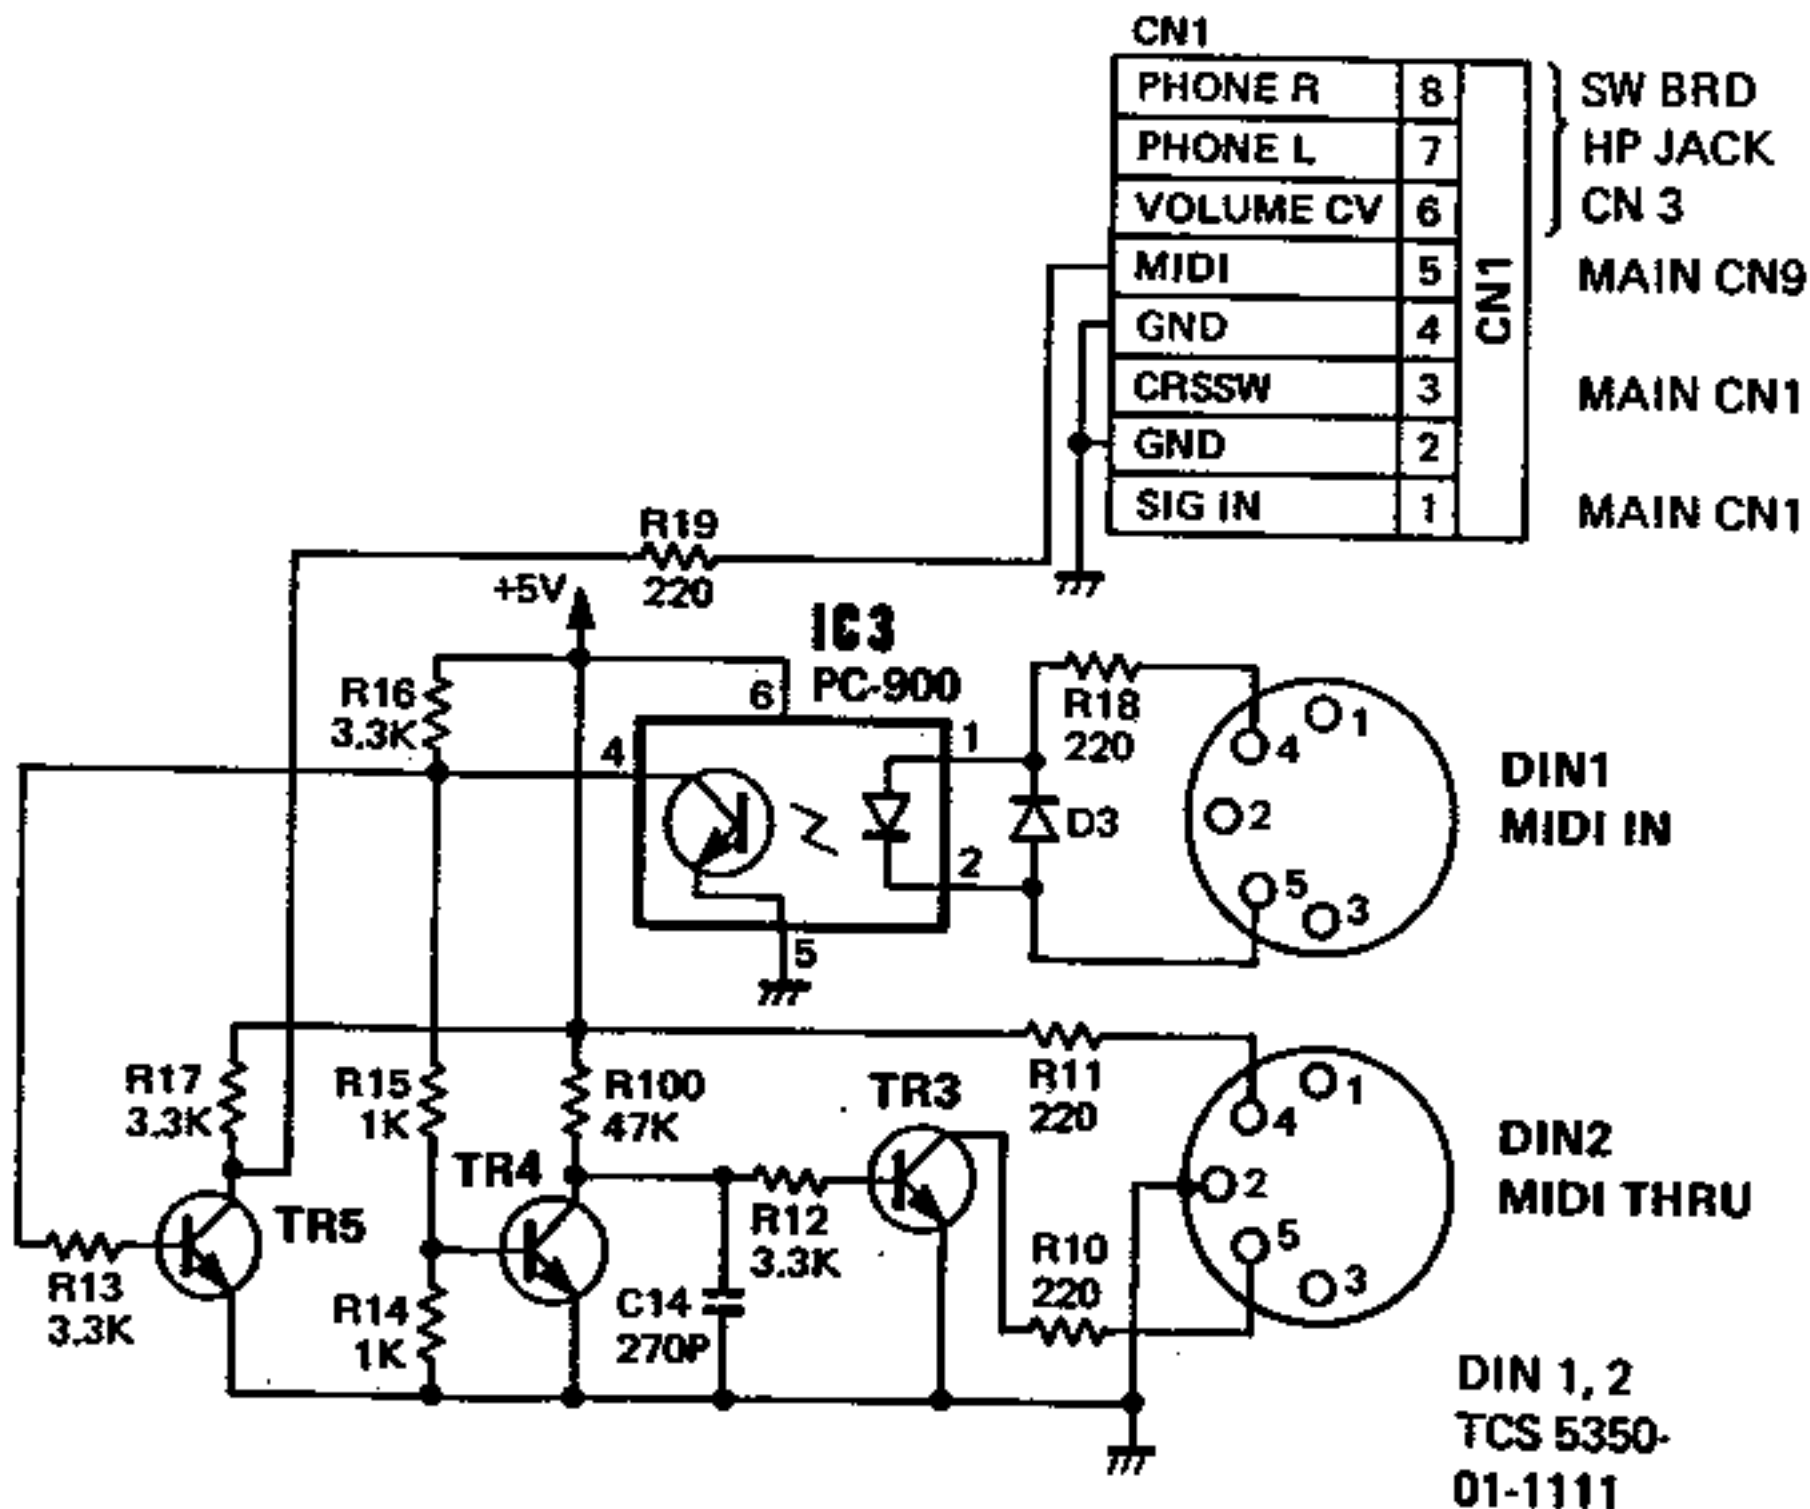 CN1
PHONE R 8
PHONE L 7
VOLUME CV 6
MIDI 5
GND 4
CRSSW 3
GND 2
SIG IN 1
CN1
SW BRD
HP JACK
CN 3
MAIN CN9
MAIN CN1
MAIN CN1
R19
220
+5V
IC3
PC-900
R16
3.3K
6
4
1
2
5
R18
220
D3
1
4
2
5
3
DIN1
MIDI IN
R17
3.3K
R15
1K
R100
47K
TR3
R11
220
1
4
2
5
3
DIN2
MIDI THRU
TR4
TR5
R12
3.3K
R10
220
R13
3.3K
R14
1K
C14
270P
DIN 1, 2
TCS 5350-
01-1111